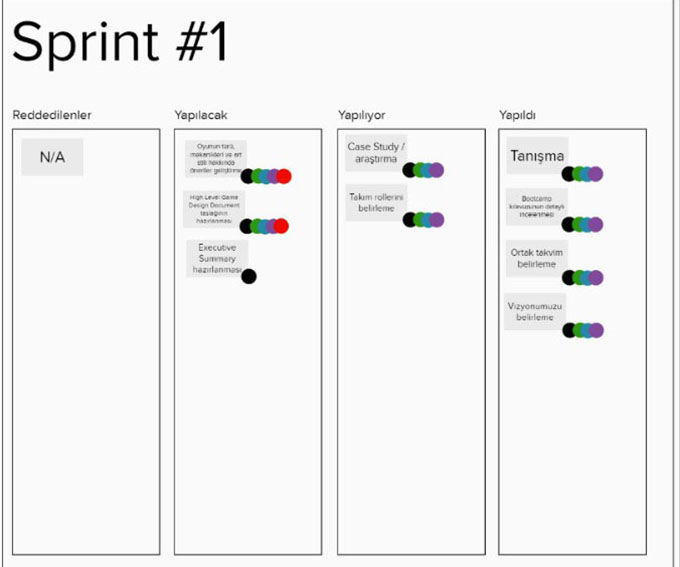 Sprint #1
Reddedilenler
N/A
Yapılacak
Oyunun türü,
mekanikleri ve art
stili hakkında
öneriler geliştirme
High Level Game
Design Document
taslağının
hazırlanması
Executive
Summary
hazırlanması
Yapılıyor
Case Study /
araştırma
Takım rollerini
belirleme
Yapıldı
Tanışma
Bootcamp
kılavuzunun detaylı
incelenmesi
Ortak takvim
belirleme
Vizyonumuzu
belirleme